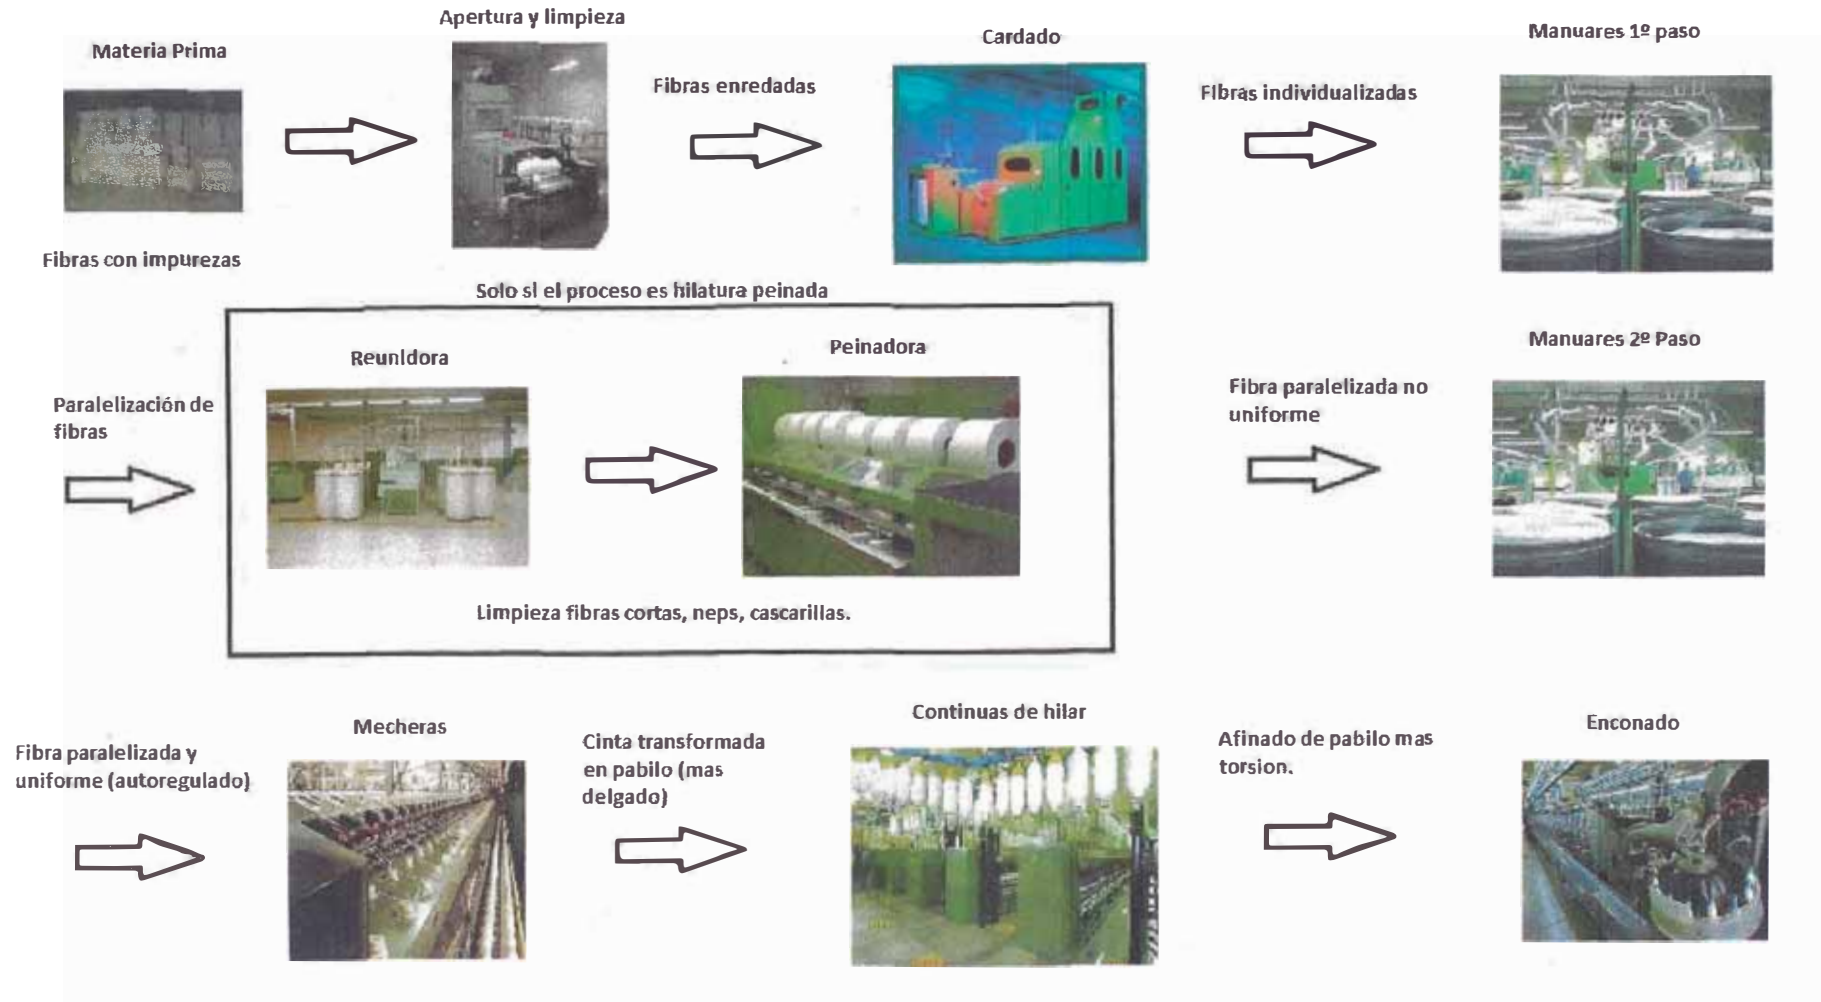 Materia Prima
Apertura y limpieza
Fibras enredadas
Cardado
Fibras individualizadas
Manuares 1º paso
Fibras con impurezas
Solo si el proceso es hilatura peinada
Paralelización de
fibras
Reunidora
Peinadora
Fibra paralelizada no
uniforme
Manuares 2º Paso
Limpieza fibras cortas, neps, cascarillas.
Fibra paralelizada y
uniforme (autoregulado)
Mecheras
Cinta transformada
en pabilo (mas
delgado)
Continuas de hilar
Afinado de pabilo mas
torsion.
Enconado